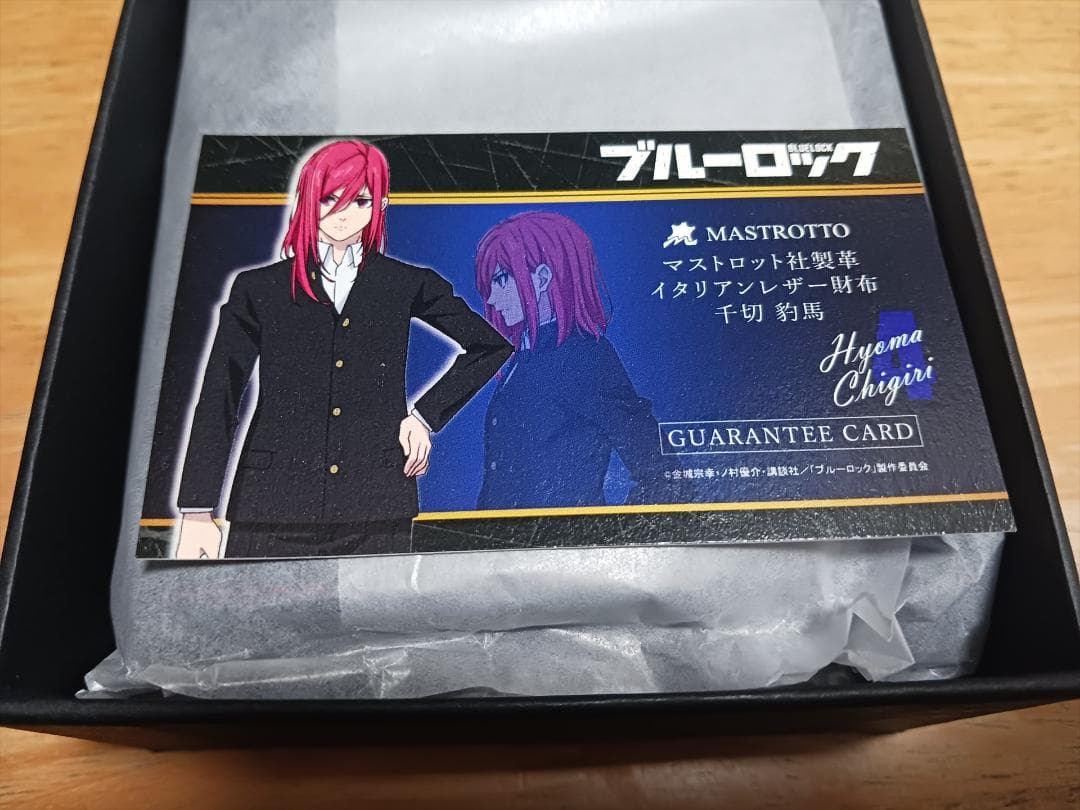 ブルーロック
BLUELOCK
MASTROTTO
マストロット社製革
イタリアンレザー財布
千切 豹馬
Hyoma
Chigiri
GUARANTEE CARD
©金城宗幸・ノ村優介・講談社／「ブルーロック」製作委員会